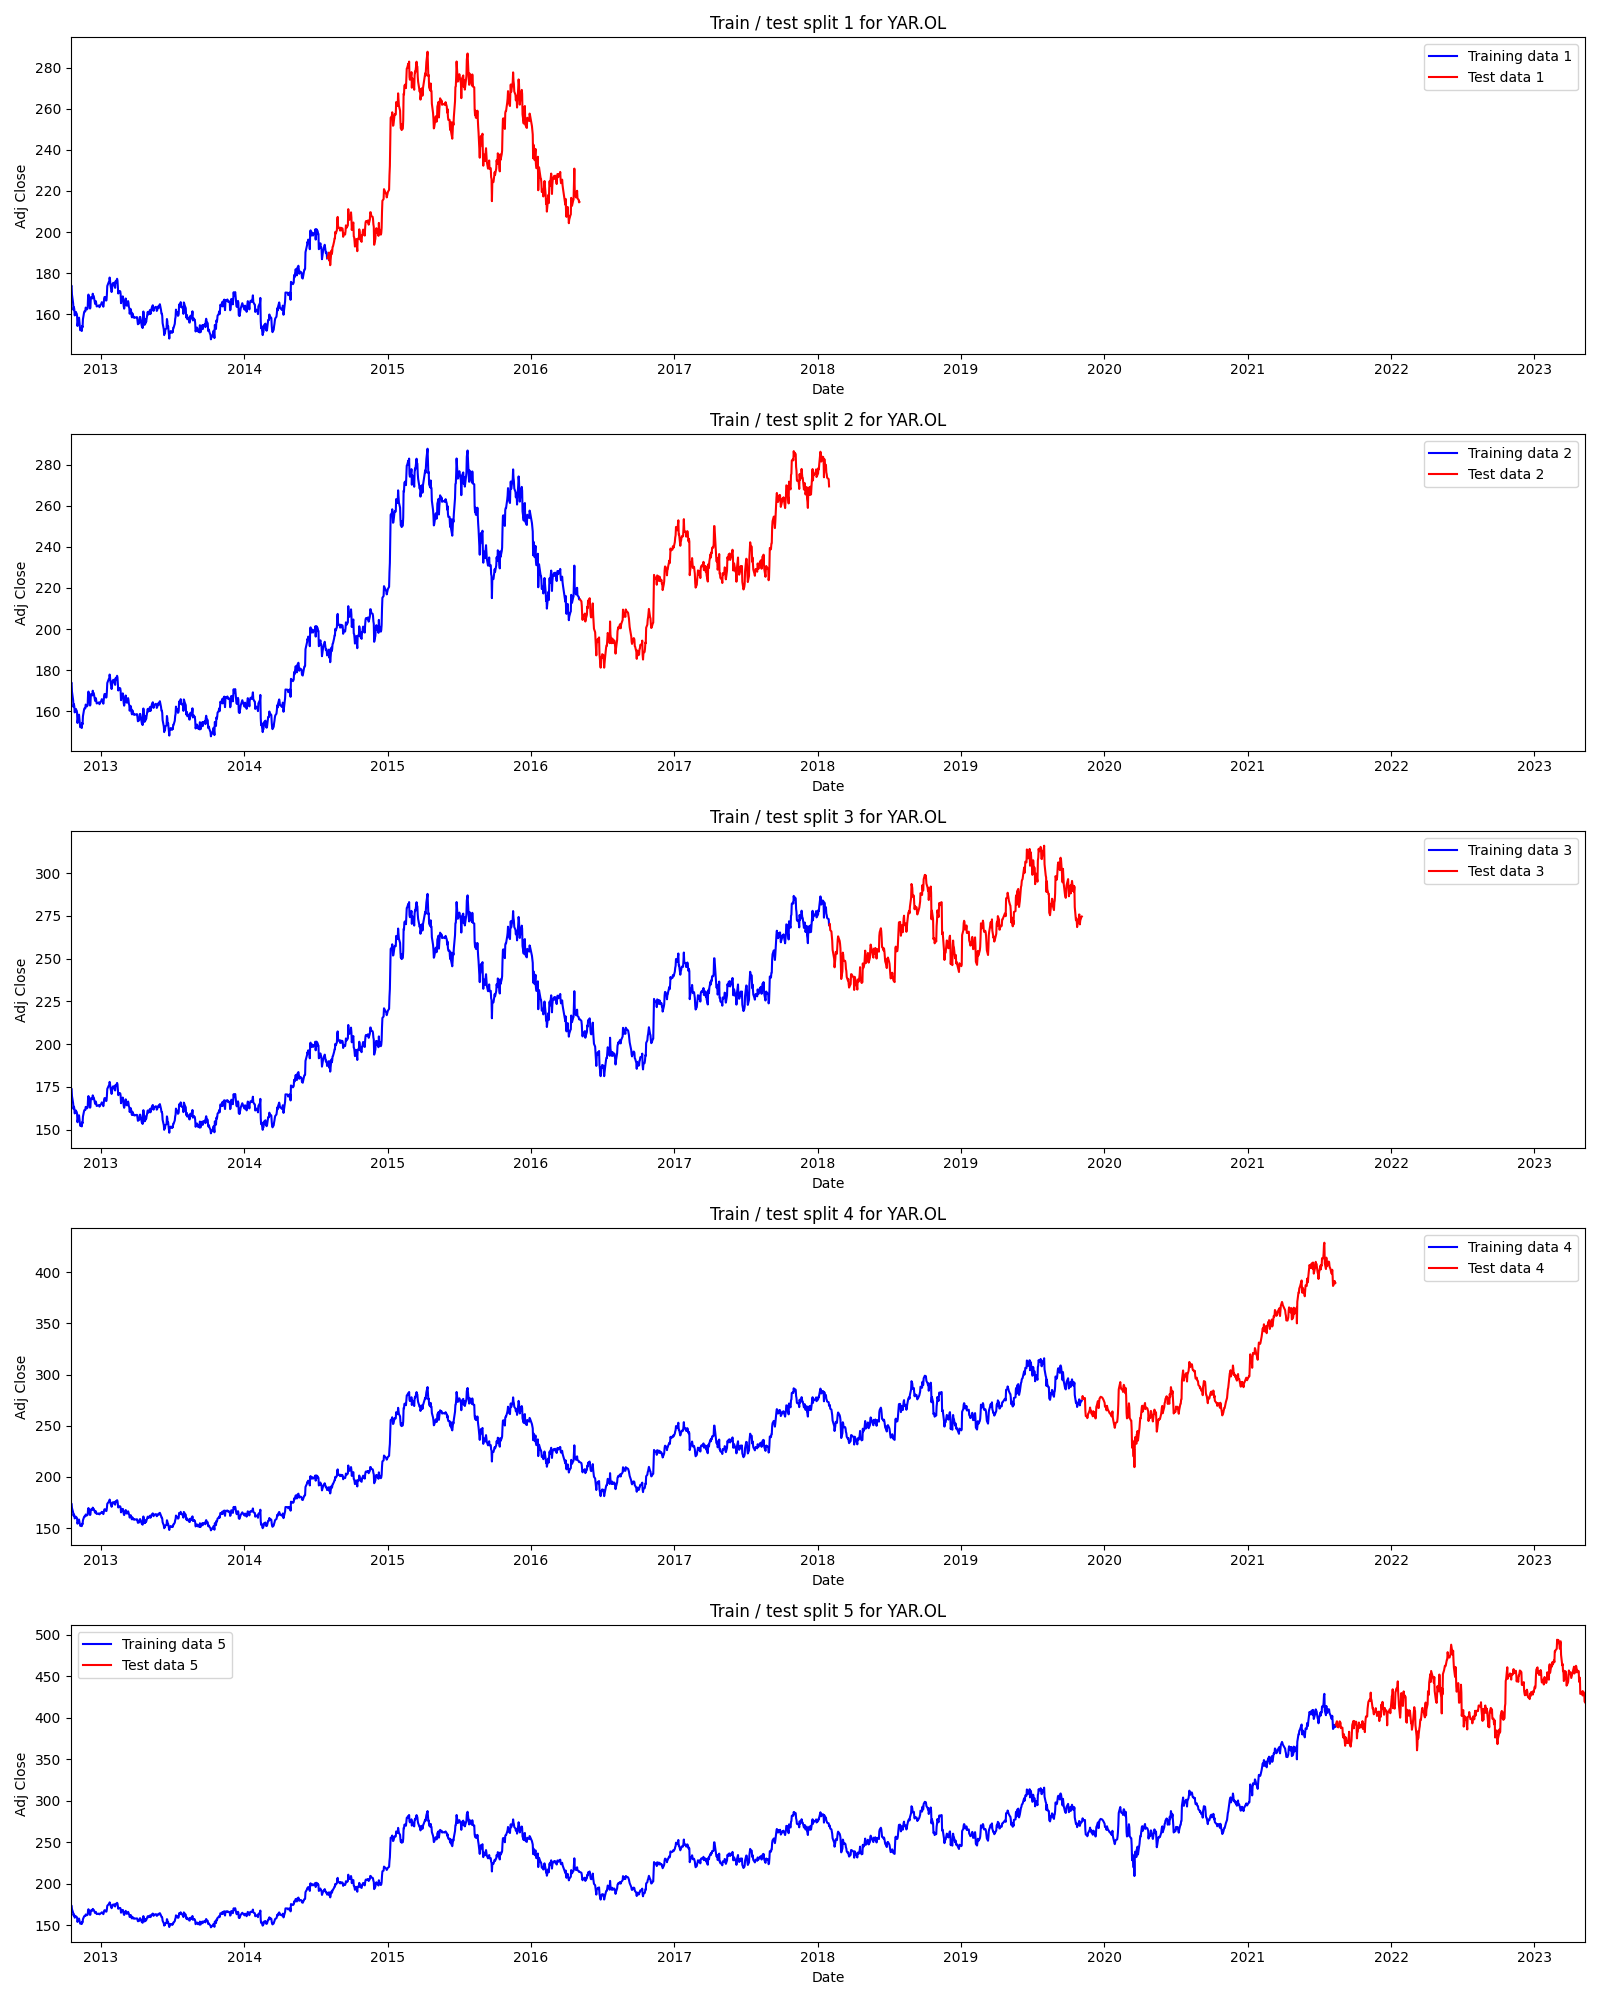 Train / test split 1 for YAR.OL
Training data 1
Test data 1
280
260
240
220
200
180
160
Adj Close
2013 2014 2015 2016 2017 2018 2019 2020 2021 2022 2023
Date
Train / test split 2 for YAR.OL
Training data 2
Test data 2
280
260
240
220
200
180
160
Adj Close
2013 2014 2015 2016 2017 2018 2019 2020 2021 2022 2023
Date
Train / test split 3 for YAR.OL
Training data 3
Test data 3
300
275
250
225
200
175
150
Adj Close
2013 2014 2015 2016 2017 2018 2019 2020 2021 2022 2023
Date
Train / test split 4 for YAR.OL
Training data 4
Test data 4
400
350
300
250
200
150
Adj Close
2013 2014 2015 2016 2017 2018 2019 2020 2021 2022 2023
Date
Train / test split 5 for YAR.OL
Training data 5
Test data 5
500
450
400
350
300
250
200
150
Adj Close
2013 2014 2015 2016 2017 2018 2019 2020 2021 2022 2023
Date